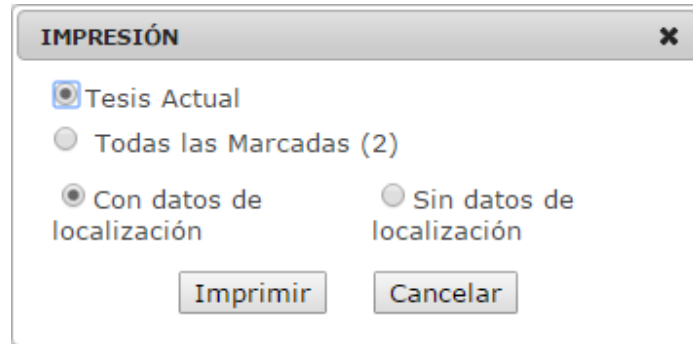 IMPRESIÓN
Tesis Actual
Todas las Marcadas (2)
Con datos de
localización
Sin datos de
localización
Imprimir
Cancelar